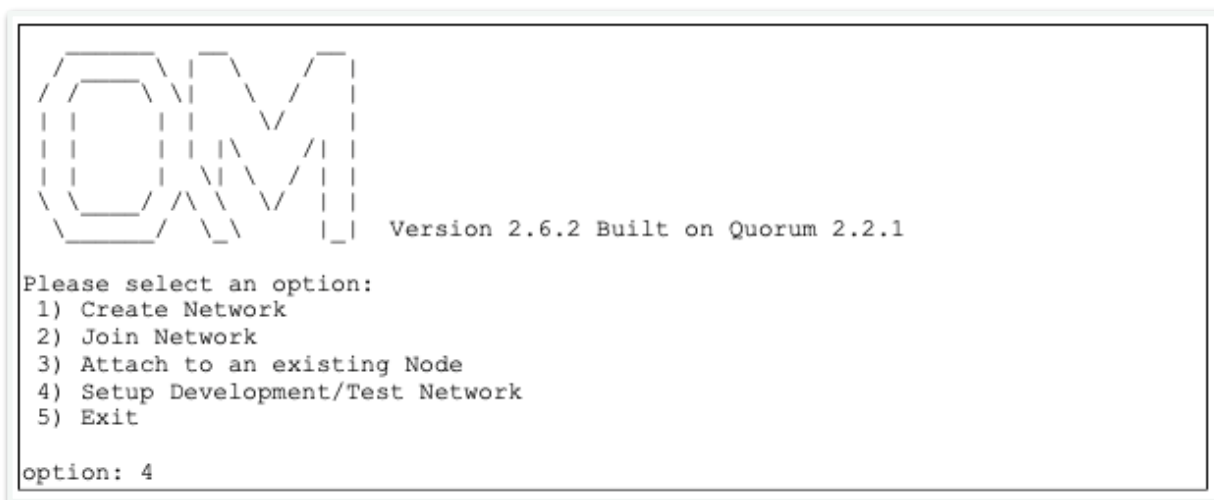 Version 2.6.2 Built on Quorum 2.2.1
Please select an option:
1) Create Network
2) Join Network
3) Attach to an existing Node
4) Setup Development/Test Network
5) Exit
option: 4